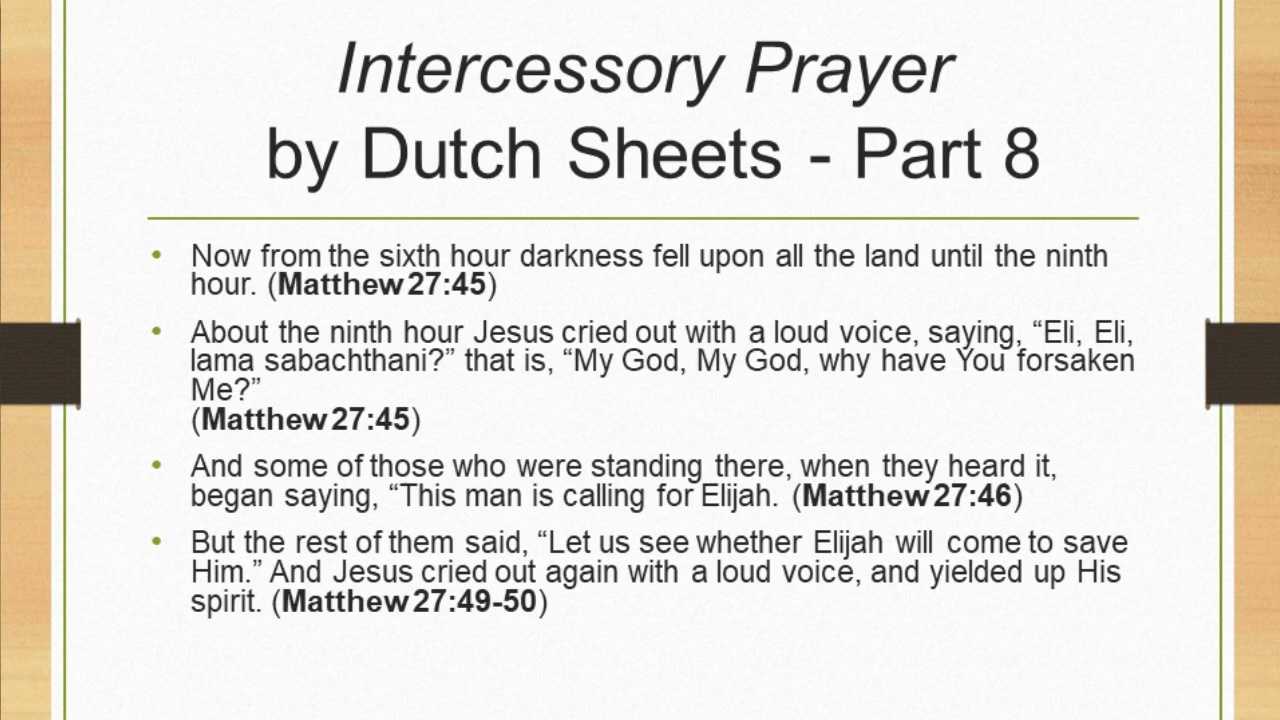 Intercessory Prayer
by Dutch Sheets - Part 8
• Now from the sixth hour darkness fell upon all the land until the ninth
hour. (Matthew 27:45)
• About the ninth hour Jesus cried out with a loud voice, saying, “Eli, Eli,
lama sabachthani?” that is, “My God, My God, why have You forsaken
Me?”
(Matthew 27:45)
• And some of those who were standing there, when they heard it,
began saying, “This man is calling for Elijah. (Matthew 27:46)
• But the rest of them said, “Let us see whether Elijah will come to save
Him.” And Jesus cried out again with a loud voice, and yielded up His
spirit. (Matthew 27:49-50)